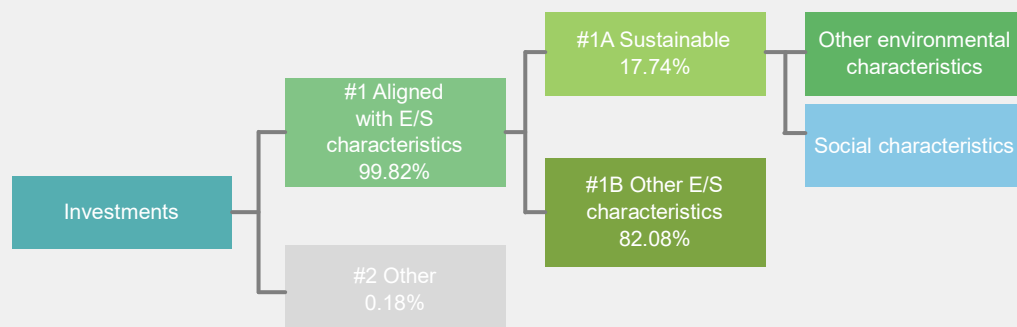 Investments
#1 Aligned
with E/S
characteristics
99.82%
#2 Other
0.18%
#1A Sustainable
17.74%
#1B Other E/S
characteristics
82.08%
Other environmental
characteristics
Social characteristics